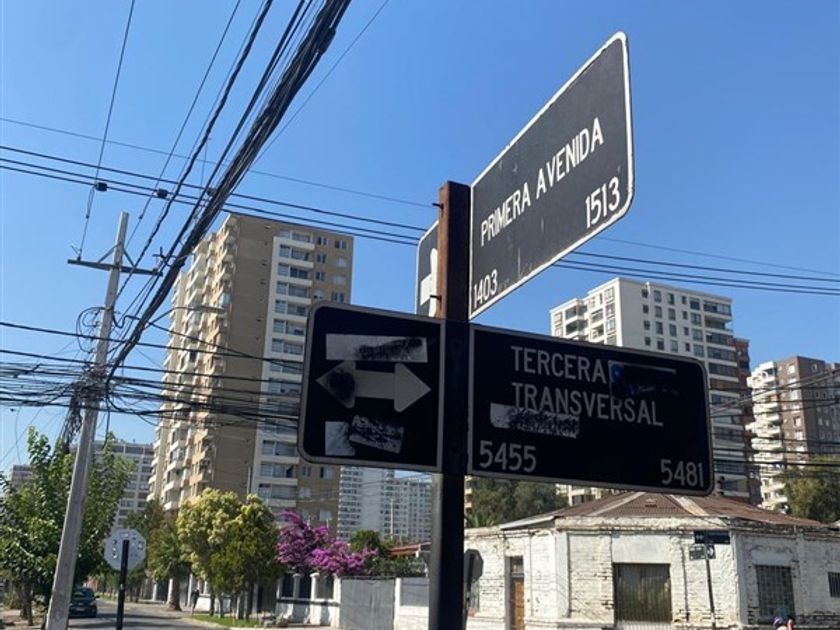 PRIMERA AVENIDA
1403 1513
TERCERA
TRANSVERSAL
5455 5481